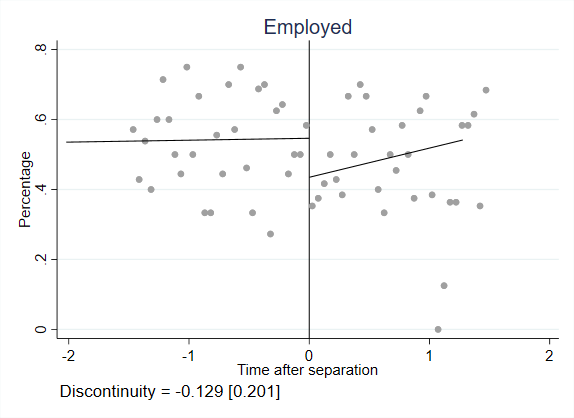 Employed
Percentage
.8
.6
.4
.2
0
-2 -1 0 1 2
Time after separation
Discontinuity = -0.129 [0.201]